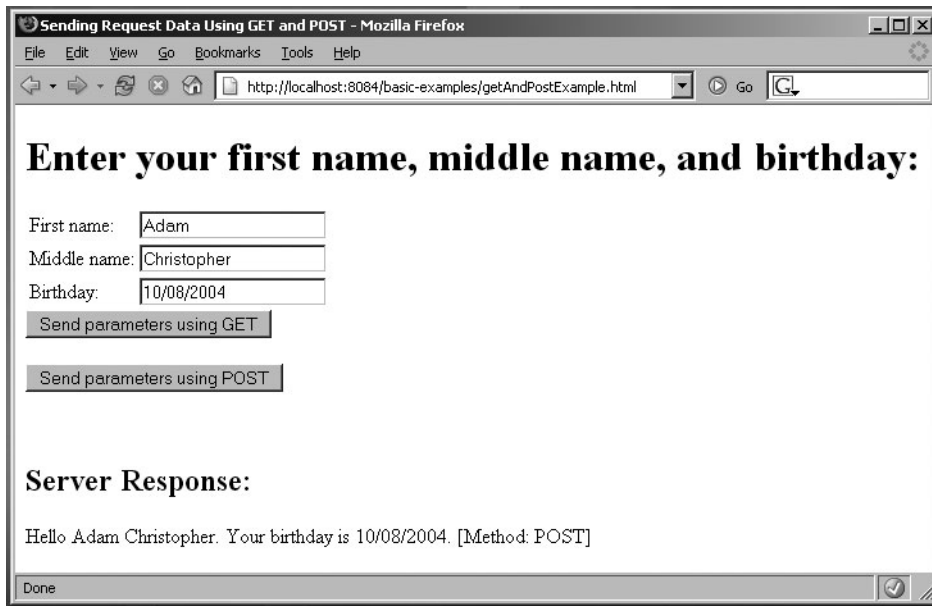 Sending Request Data Using GET and POST - Mozilla Firefox
File Edit View Go Bookmarks Tools Help
http://localhost:8084/basic-examples/getAndPostExample.html Go G
Enter your first name, middle name, and birthday:
First name: Adam
Middle name: Christopher
Birthday: 10/08/2004
Send parameters using GET
Send parameters using POST
Server Response:
Hello Adam Christopher. Your birthday is 10/08/2004. [Method: POST]
Done